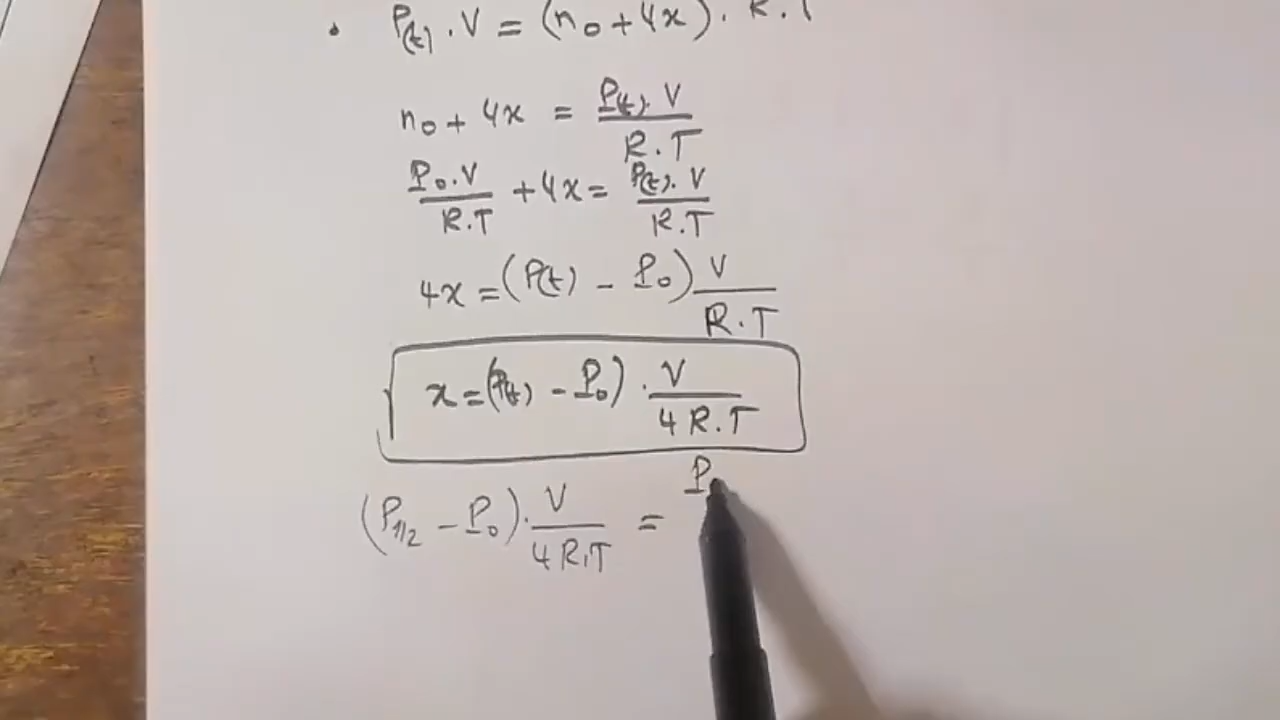 • P(t) . V = (n₀ + 4x) . R . T
n₀ + 4x = P(t) . V / R . T
P₀ . V / R . T + 4x = P(t) . V / R . T
4x = (P(t) - P₀) V / R . T
x = (P(t) - P₀) . V / 4 R . T
(P₁/₂ - P₀) . V / 4 R . T = P